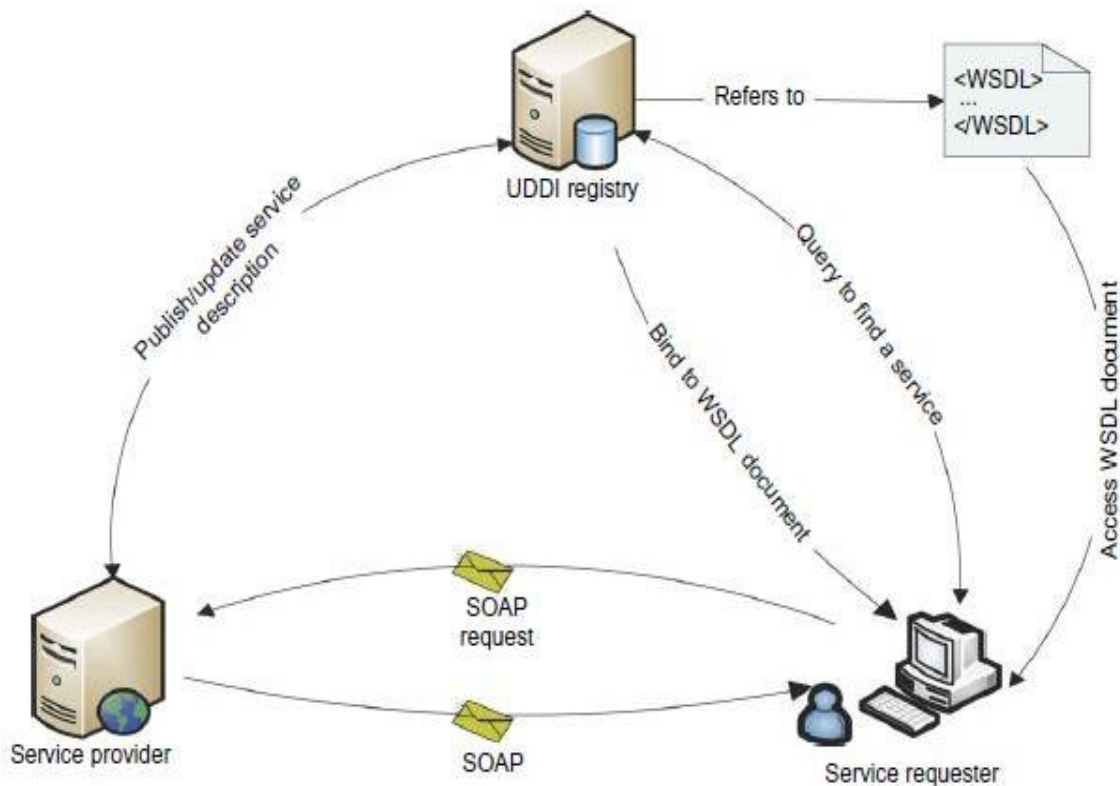 <WSDL>
...
</WSDL>
Refers to
UDDI registry
Publish/update service
description
Query to find a service
Bind to WSDL document
Access WSDL document
SOAP
request
SOAP
Service provider
Service requester